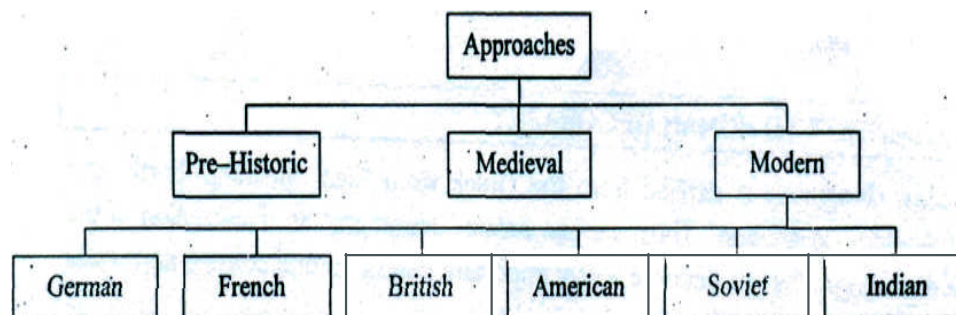 Approaches
Pre–Historic Medieval Modern
German French British American Soviet Indian